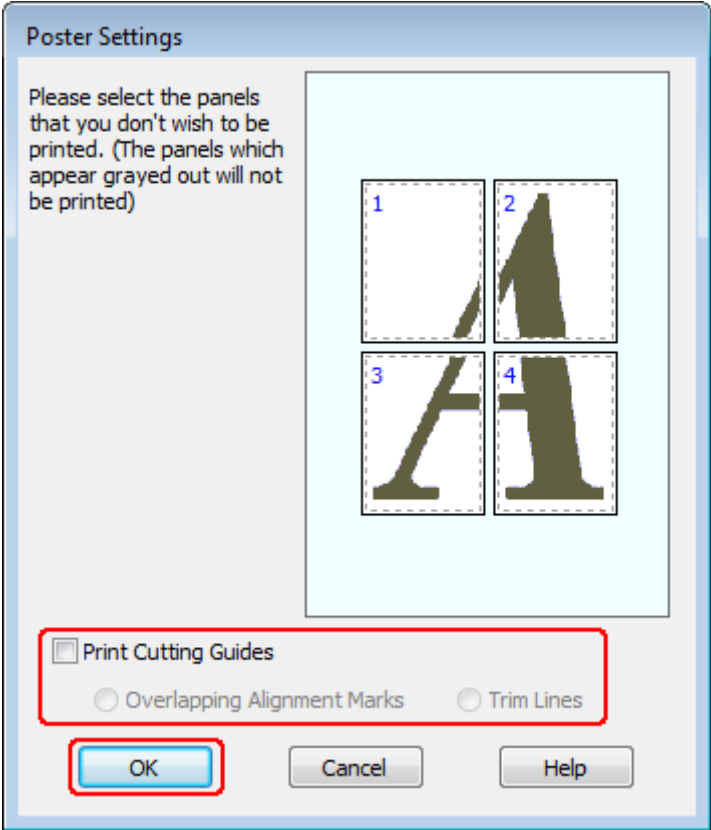 Poster Settings
Please select the panels
that you don't wish to be
printed. (The panels which
appear grayed out will not
be printed)
1
2
3
4
A
Print Cutting Guides
Overlapping Alignment Marks
Trim Lines
OK
Cancel
Help